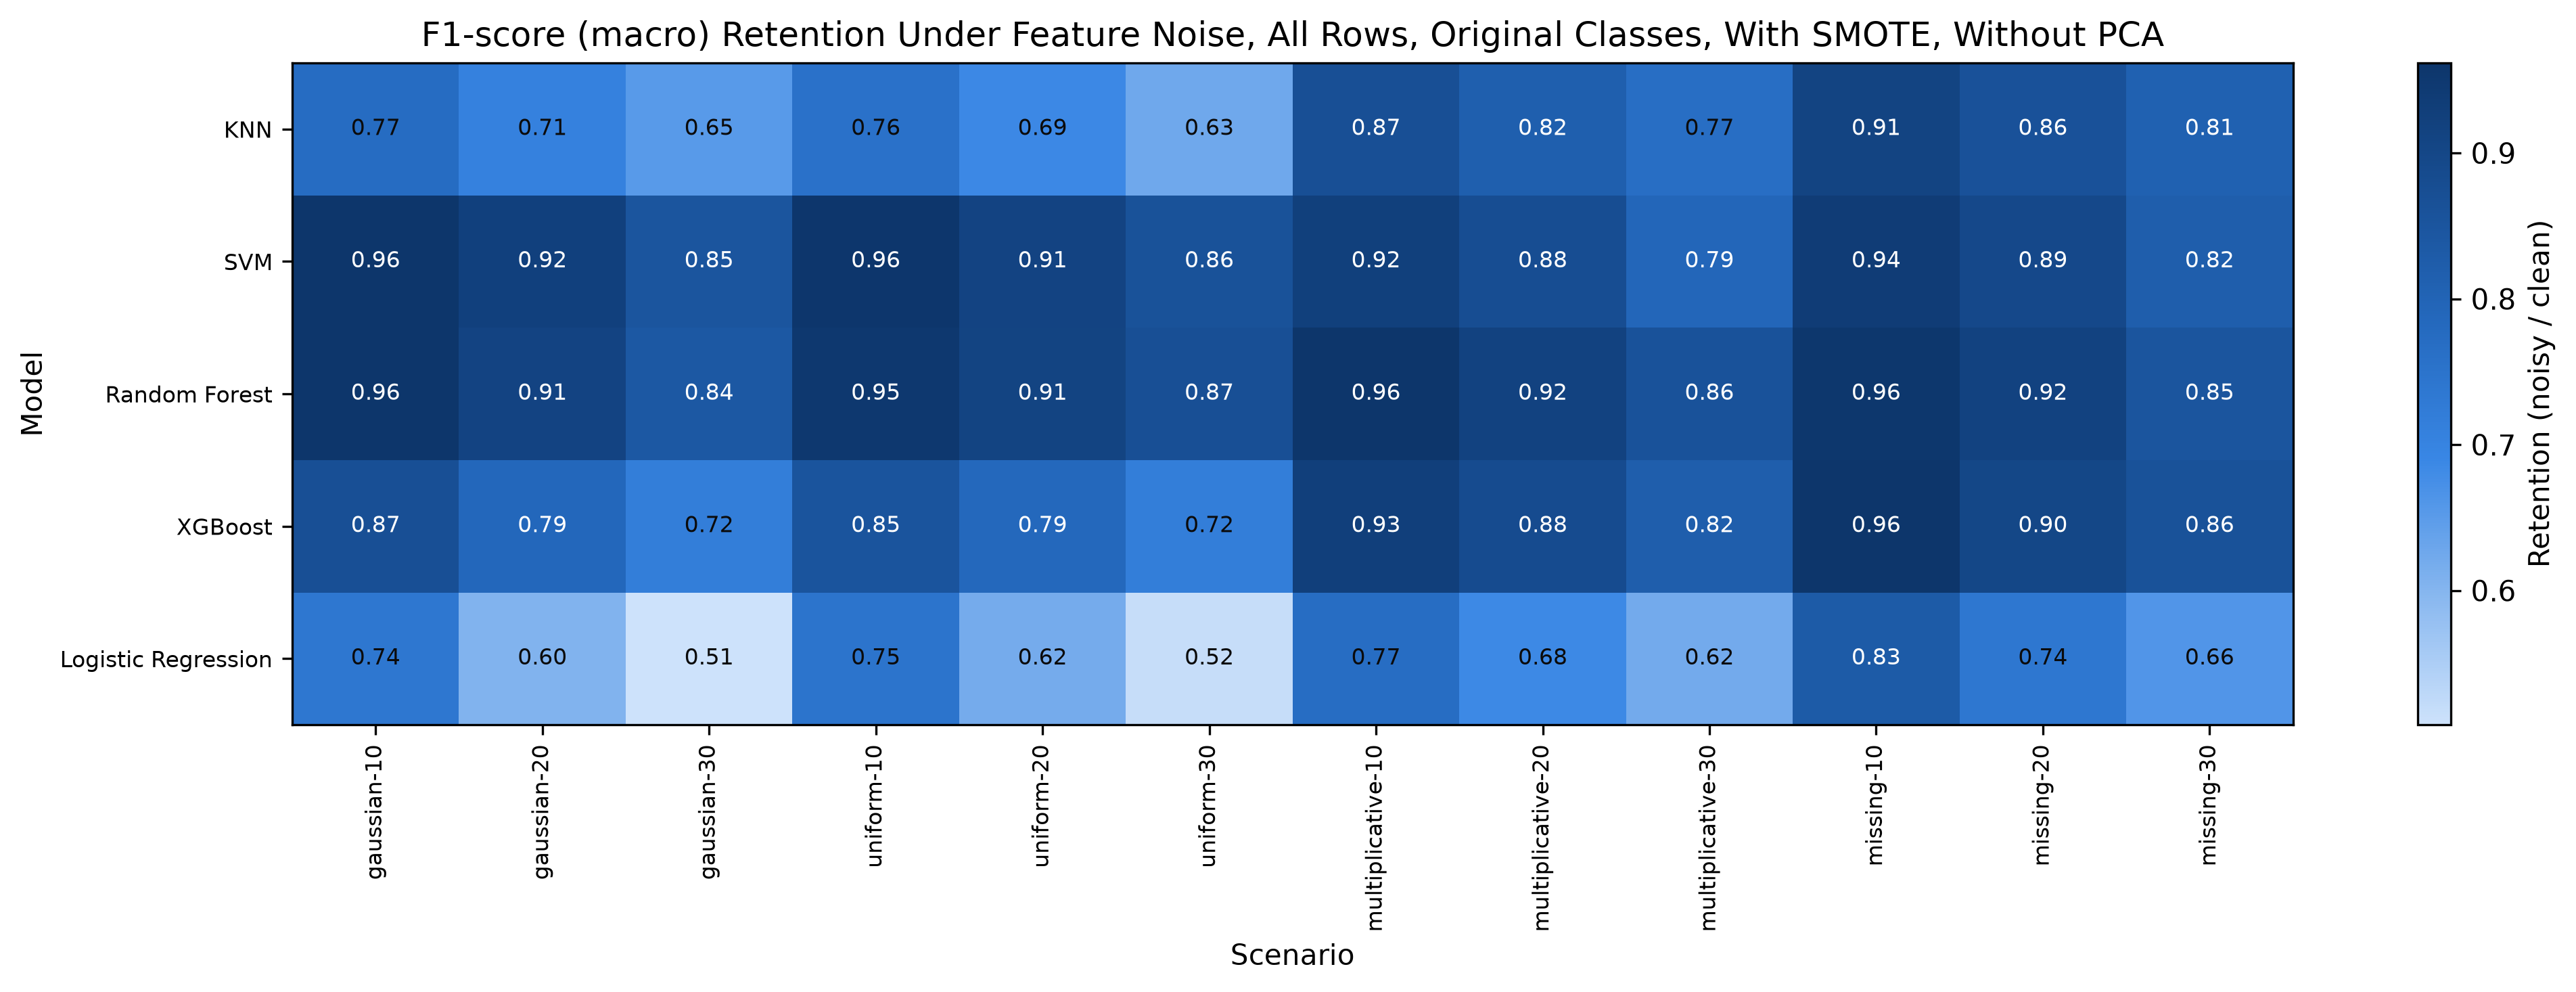 F1-score (macro) Retention Under Feature Noise, All Rows, Original Classes, With SMOTE, Without PCA
Model
KNN 0.77 0.71 0.65 0.76 0.69 0.63 0.87 0.82 0.77 0.91 0.86 0.81
SVM 0.96 0.92 0.85 0.96 0.91 0.86 0.92 0.88 0.79 0.94 0.89 0.82
Random Forest 0.96 0.91 0.84 0.95 0.91 0.87 0.96 0.92 0.86 0.96 0.92 0.85
XGBoost 0.87 0.79 0.72 0.85 0.79 0.72 0.93 0.88 0.82 0.96 0.90 0.86
Logistic Regression 0.74 0.60 0.51 0.75 0.62 0.52 0.77 0.68 0.62 0.83 0.74 0.66
gaussian-10
gaussian-20
gaussian-30
uniform-10
uniform-20
uniform-30
multiplicative-10
multiplicative-20
multiplicative-30
missing-10
missing-20
missing-30
Scenario
0.9
0.8
0.7
0.6
Retention (noisy / clean)